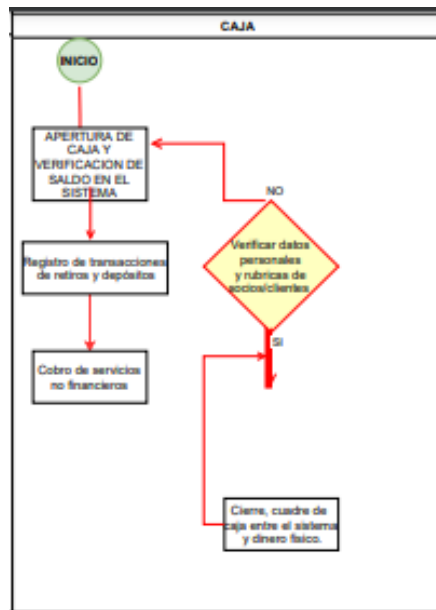 CAJA
INICIO
APERTURA DE
CAJA Y
VERIFICACION DE
SALDO EN EL
SISTEMA
NO
Verificar datos
personales
y rubricas de
socios/clientes
SI
Registro de transacciones
de retiros y depósitos
Cobro de servicios
no financieros
Cierre, cuadre de
caja entre el sistema
y dinero fisico.